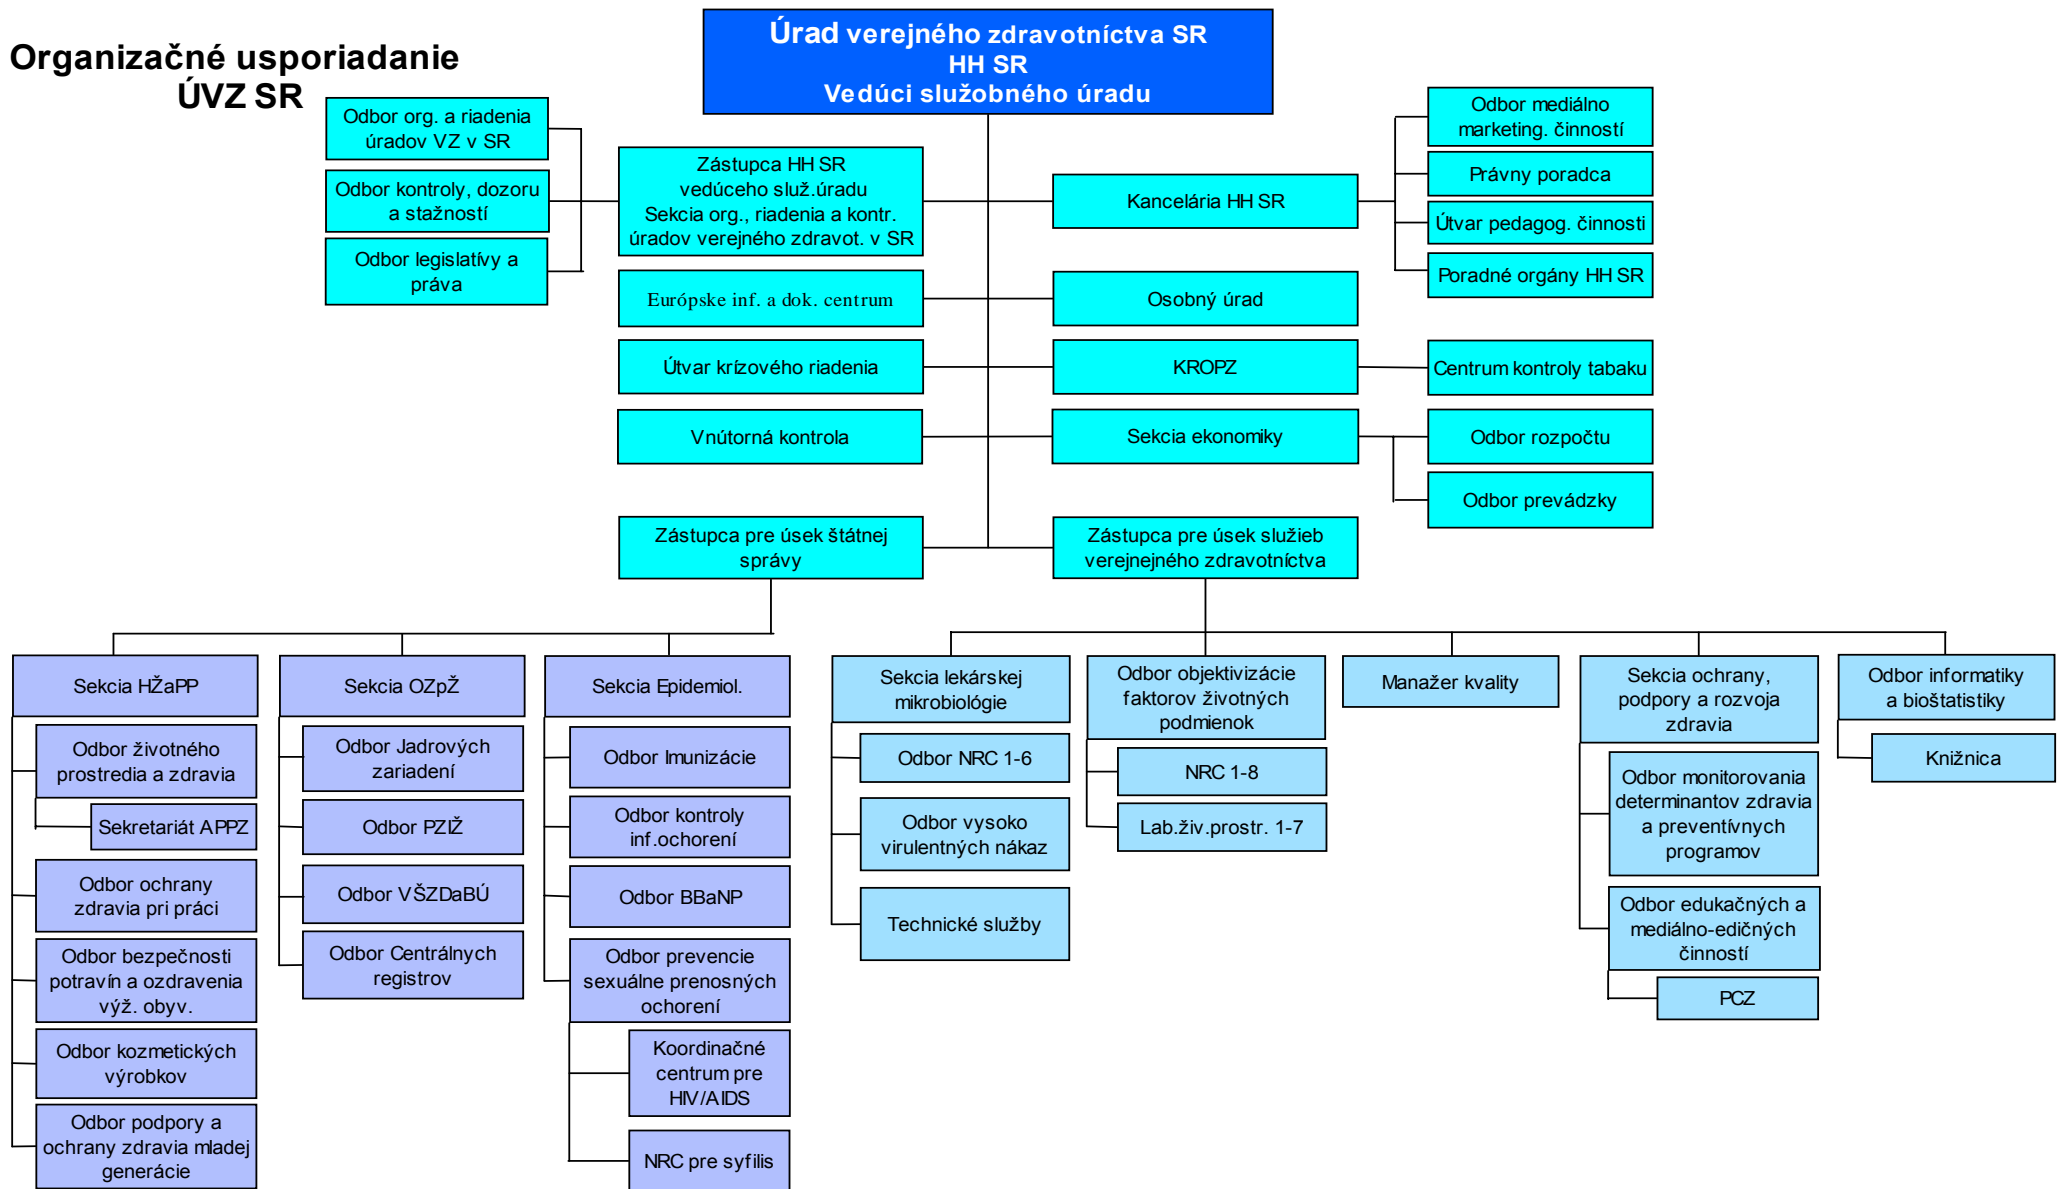 Organizačné usporiadanie
ÚVZ SR
Úrad verejného zdravotníctva SR
HH SR
Vedúci služobného úradu
Odbor org. a riadenia
úradov VZ v SR
Odbor kontroly, dozoru
a stažností
Odbor legislatívy a
práva
Zástupca HH SR
vedúceho služ.úradu
Sekcia org., riadenia a kontr.
úradov verejného zdravot. v SR
Kancelária HH SR
Odbor mediálno
marketing. činností
Právny poradca
Útvar pedagog. činnosti
Poradné orgány HH SR
Európske inf. a dok. centrum
Osobný úrad
Útvar krízového riadenia
KROPZ
Centrum kontroly tabaku
Vnútorná kontrola
Sekcia ekonomiky
Odbor rozpočtu
Odbor prevádzky
Zástupca pre úsek štátnej
správy
Zástupca pre úsek služieb
verejnejného zdravotníctva
Sekcia HŽaPP
Odbor životného
prostredia a zdravia
Sekretariát APPZ
Odbor ochrany
zdravia pri práci
Odbor bezpečnosti
potravín a ozdravenia
výž. obyv.
Odbor kozmetických
výrobkov
Odbor podpory a
ochrany zdravia mladej
generácie
Sekcia OZpŽ
Odbor Jadrových
zariadení
Odbor PZIŽ
Odbor VŠZDaBÚ
Odbor Centrálnych
registrov
Sekcia Epidemiol.
Odbor Imunizácie
Odbor kontroly
inf.ochorení
Odbor BBaNP
Odbor prevencie
sexuálne prenosných
ochorení
Koordinačné
centrum pre
HIV/AIDS
NRC pre syfilis
Sekcia lekárskej
mikrobiológie
Odbor NRC 1-6
Odbor vysoko
virulentných nákaz
Technické služby
Odbor objektivizácie
faktorov životných
podmienok
NRC 1-8
Lab.živ.prostr. 1-7
Manažer kvality
Sekcia ochrany,
podpory a rozvoja
zdravia
Odbor monitorovania
determinantov zdravia
a preventívnych
programov
Odbor edukačných a
mediálno-edičných
činností
PCZ
Odbor informatiky
a bioštatistiky
Knižnica